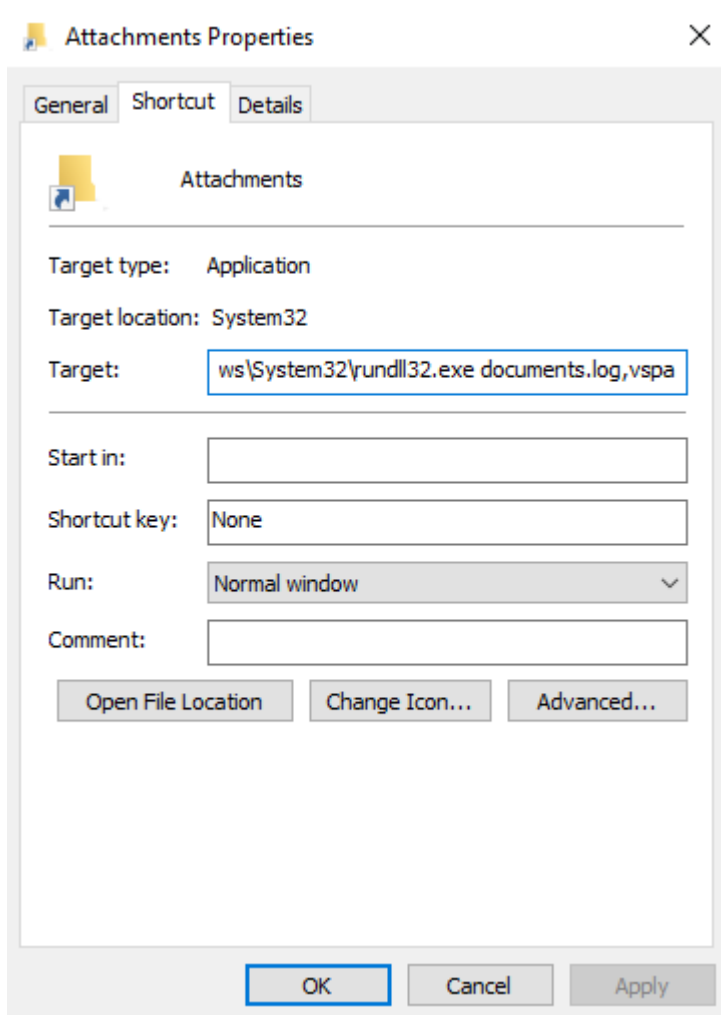 Attachments Properties
General Shortcut Details
Attachments
Target type: Application
Target location: System32
Target: ws\System32\rundll32.exe documents.log,vspa
Start in:
Shortcut key: None
Run: Normal window
Comment:
Open File Location Change Icon... Advanced...
OK Cancel Apply